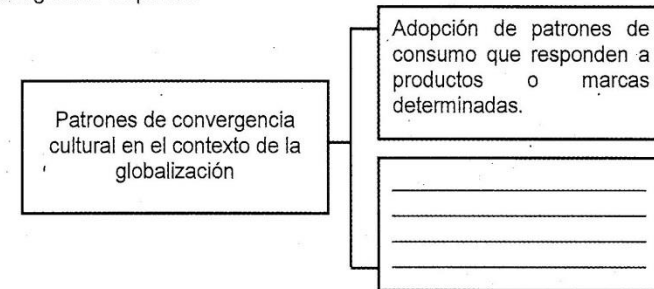 Adopción de patrones de
consumo que responden a
productos o marcas
determinadas.
Patrones de convergencia
cultural en el contexto de la
globalización